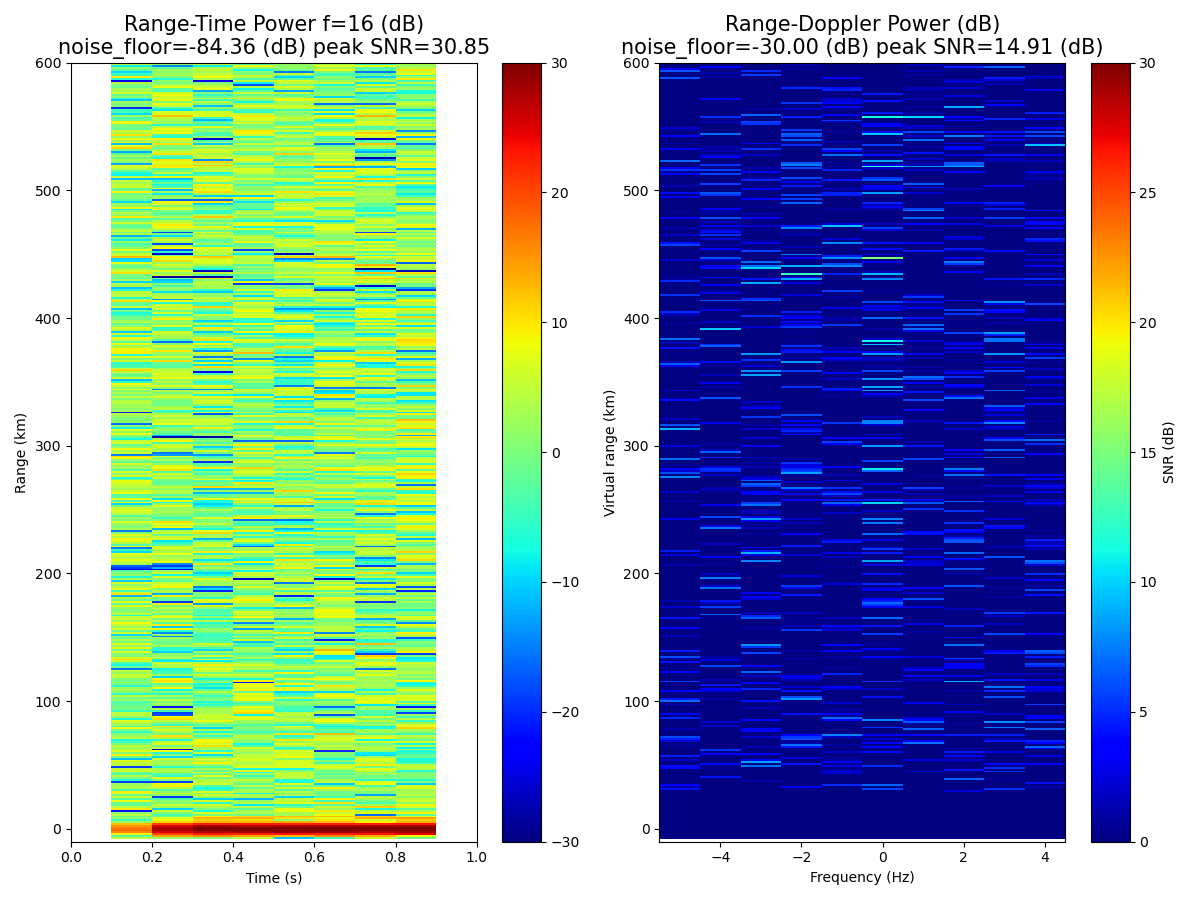 Range-Time Power f=16 (dB)
noise_floor=-84.36 (dB) peak SNR=30.85
Range (km)
600
500
400
300
200
100
0
0.0 0.2 0.4 0.6 0.8 1.0
Time (s)
30
20
10
0
−10
−20
−30
Range-Doppler Power (dB)
noise_floor=-30.00 (dB) peak SNR=14.91 (dB)
Virtual range (km)
600
500
400
300
200
100
0
−4 −2 0 2 4
Frequency (Hz)
30
25
20
15
10
5
0
SNR (dB)